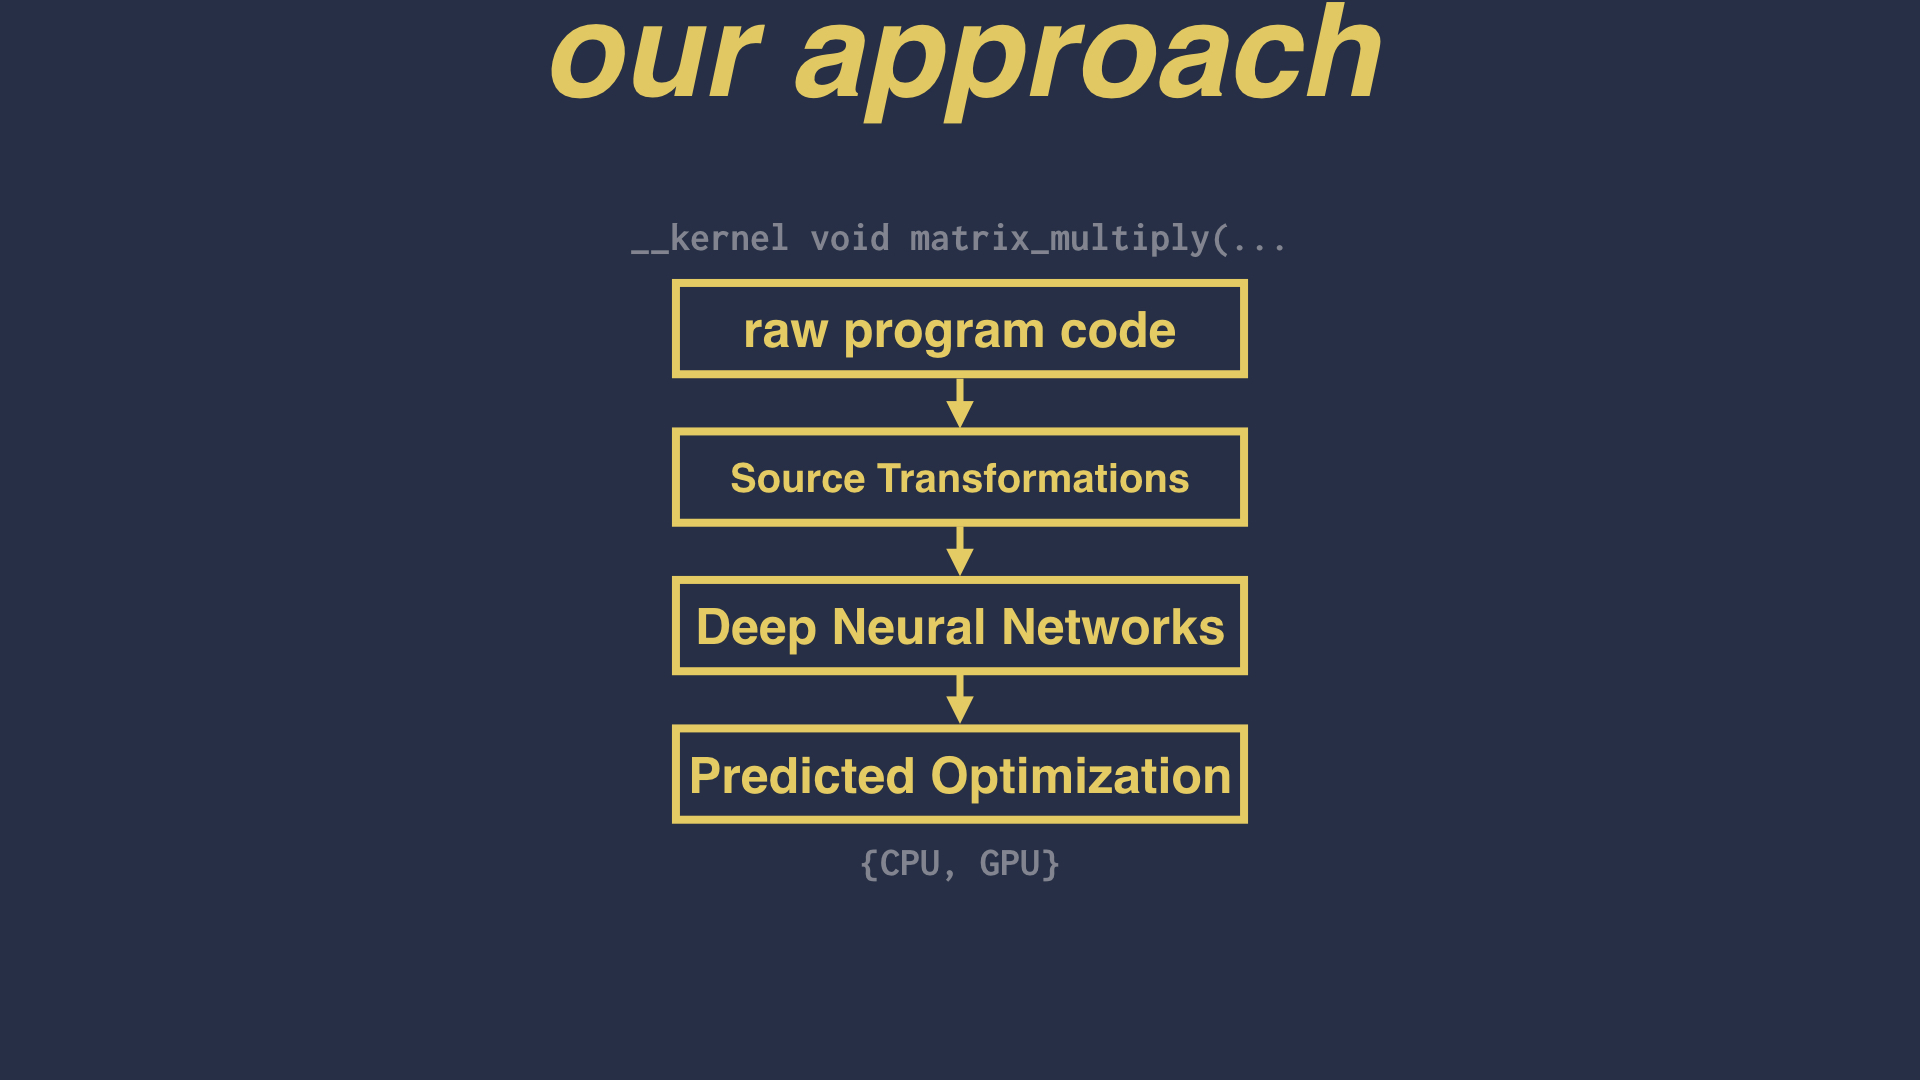 our approach
__kernel void matrix_multiply(...
raw program code
Source Transformations
Deep Neural Networks
Predicted Optimization
{CPU, GPU}